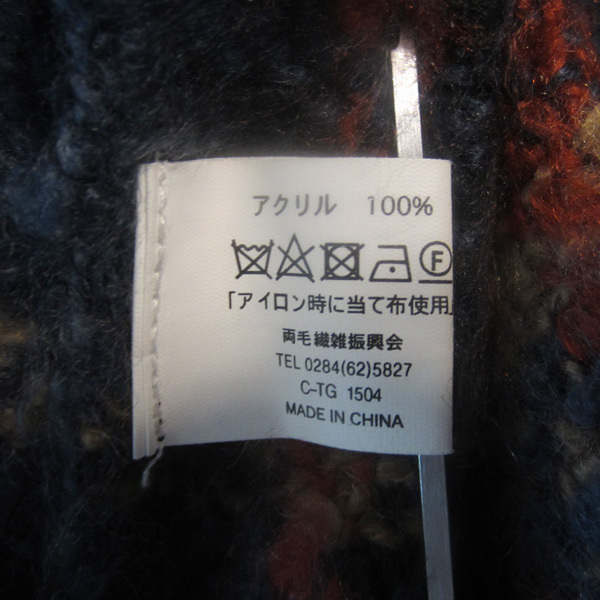 アクリル 100%
F
「アイロン時に当て布使用」
両毛繊雑振興会
TEL 0284(62)5827
C-TG 1504
MADE IN CHINA